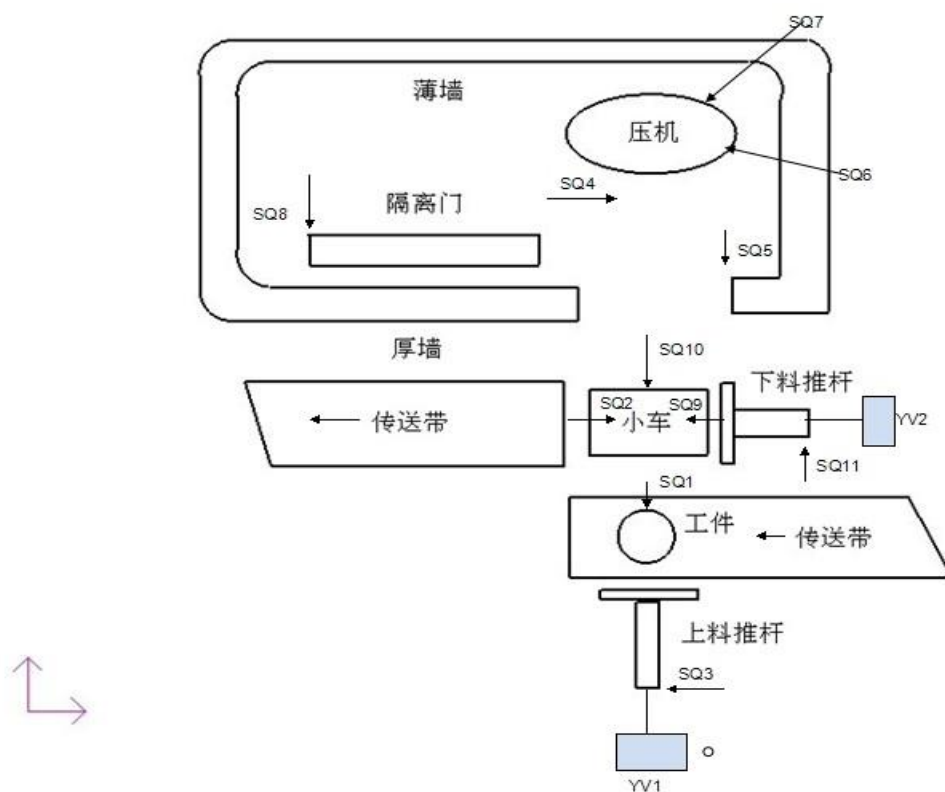 SQ7
薄墙
压机
SQ6
SQ4
隔离门
SQ8
SQ5
厚墙
SQ10
下料推杆
传送带
SQ2
SQ9
小车
YV2
SQ11
SQ1
工件
传送带
上料推杆
SQ3
O
YV1